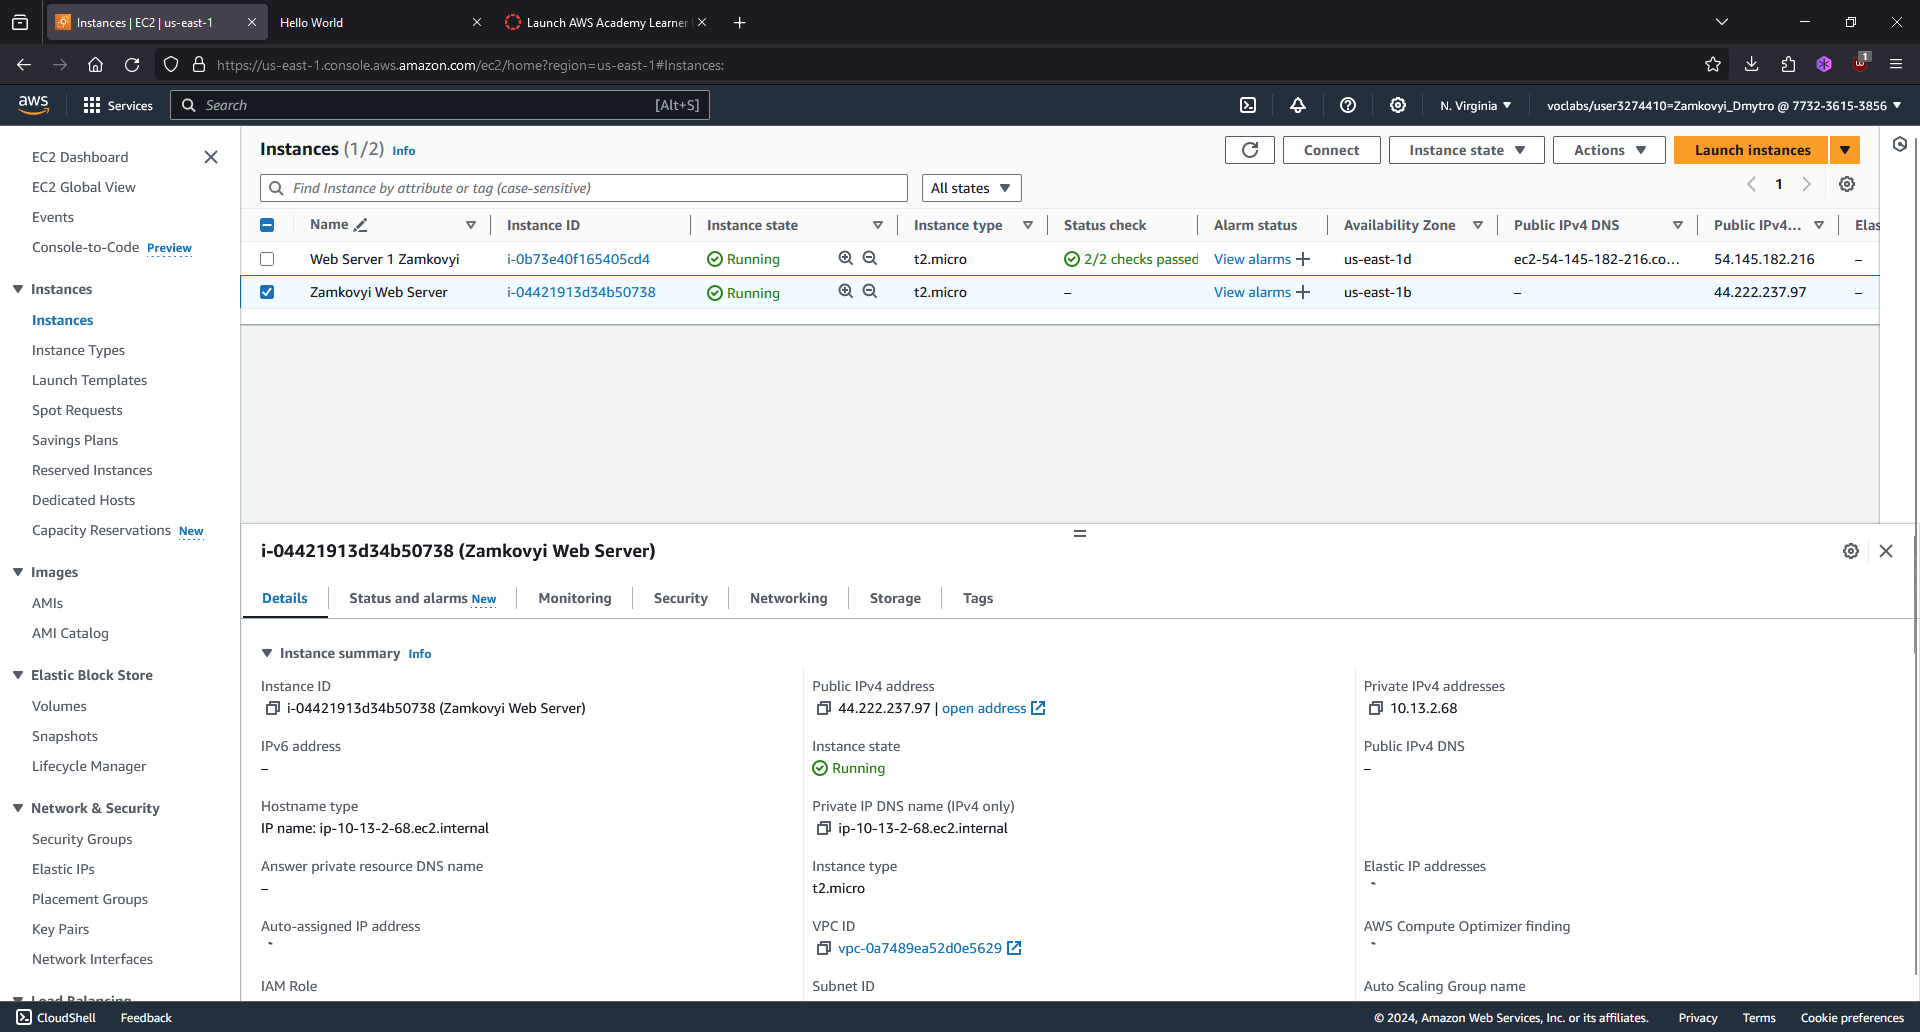 Instances | EC2 | us-east-1
Hello World
Launch AWS Academy Learner
https://us-east-1.console.aws.amazon.com/ec2/home?region=us-east-1#Instances:
1
aws
Services
Search
[Alt+S]
N. Virginia
voclabs/user3274410=Zamkovyi_Dmytro @ 7732-3615-3856
EC2 Dashboard
EC2 Global View
Events
Console-to-Code Preview
Instances
Instances
Instance Types
Launch Templates
Spot Requests
Savings Plans
Reserved Instances
Dedicated Hosts
Capacity Reservations New
Images
AMIs
AMI Catalog
Elastic Block Store
Volumes
Snapshots
Lifecycle Manager
Network & Security
Security Groups
Elastic IPs
Placement Groups
Key Pairs
Network Interfaces
Load Balancing
Instances (1/2) Info
Connect
Instance state
Actions
Launch instances
Find Instance by attribute or tag (case-sensitive)
All states
1
Name Instance ID Instance state Instance type Status check Alarm status Availability Zone Public IPv4 DNS Public IPv4... Elas
Web Server 1 Zamkovyi i-0b73e40f165405cd4 Running t2.micro 2/2 checks passed View alarms + us-east-1d ec2-54-145-182-216.co... 54.145.182.216 –
Zamkovyi Web Server i-04421913d34b50738 Running t2.micro – View alarms + us-east-1b – 44.222.237.97 –
i-04421913d34b50738 (Zamkovyi Web Server)
Details
Status and alarms New
Monitoring
Security
Networking
Storage
Tags
Instance summary Info
Instance ID
i-04421913d34b50738 (Zamkovyi Web Server)
Public IPv4 address
44.222.237.97 | open address
Private IPv4 addresses
10.13.2.68
IPv6 address
–
Instance state
Running
Public IPv4 DNS
–
Hostname type
IP name: ip-10-13-2-68.ec2.internal
Private IP DNS name (IPv4 only)
ip-10-13-2-68.ec2.internal
Answer private resource DNS name
–
Instance type
t2.micro
Elastic IP addresses
Auto-assigned IP address
VPC ID
vpc-0a7489ea52d0e5629
AWS Compute Optimizer finding
IAM Role
Subnet ID
Auto Scaling Group name
CloudShell
Feedback
© 2024, Amazon Web Services, Inc. or its affiliates.
Privacy
Terms
Cookie preferences